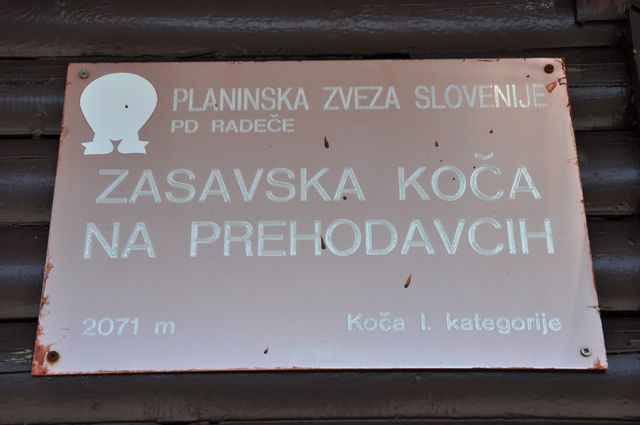 PLANINSKA ZVEZA SLOVENIJE
PD RADEČE
ZASAVSKA KOČA
NA PREHODAVCIH
2071 m
Koča I. kategorije